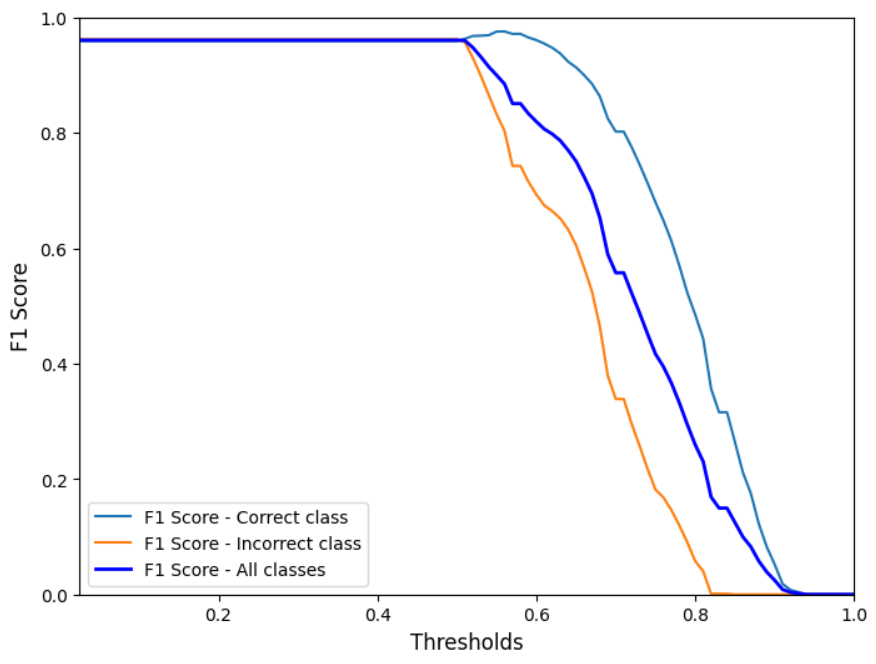 1.0
0.8
0.6
0.4
0.2
0.0
F1 Score
F1 Score - Correct class
F1 Score - Incorrect class
F1 Score - All classes
0.2 0.4 0.6 0.8 1.0
Thresholds